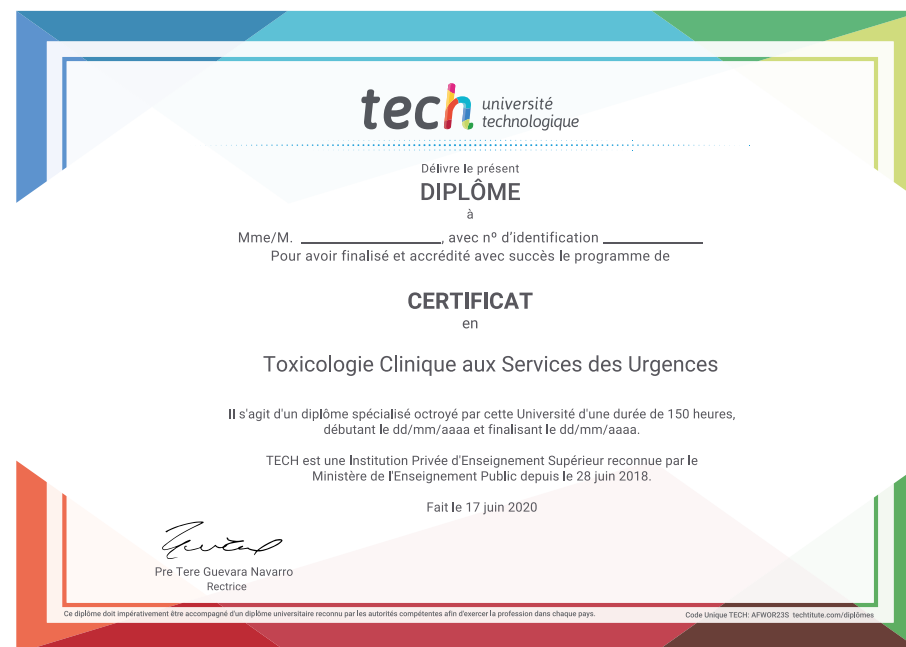 tech université
technologique
Délivre le présent
DIPLÔME
à
Mme/M. ____________________, avec nº d'identification ______________
Pour avoir finalisé et accrédité avec succès le programme de
CERTIFICAT
en
Toxicologie Clinique aux Services des Urgences
Il s'agit d'un diplôme spécialisé octroyé par cette Université d'une durée de 150 heures,
débutant le dd/mm/aaaa et finalisant le dd/mm/aaaa.
TECH est une Institution Privée d'Enseignement Supérieur reconnue par le
Ministère de l'Enseignement Public depuis le 28 juin 2018.
Fait le 17 juin 2020
Pre Tere Guevara Navarro
Rectrice
Ce diplôme doit impérativement être accompagné d'un diplôme universitaire reconnu par les autorités compétentes afin d'exercer la profession dans chaque pays.
Code Unique TECH: AFWOR23S techtitute.com/diplômes